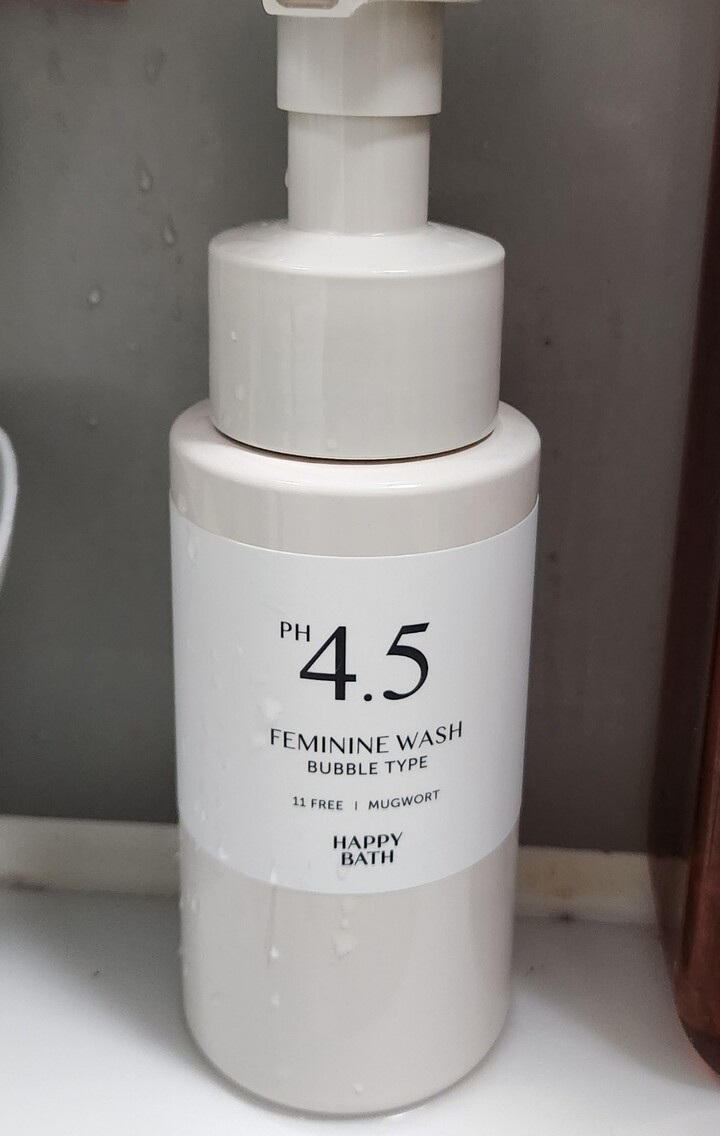 PH 4.5
FEMININE WASH
BUBBLE TYPE
11 FREE | MUGWORT
HAPPY
BATH